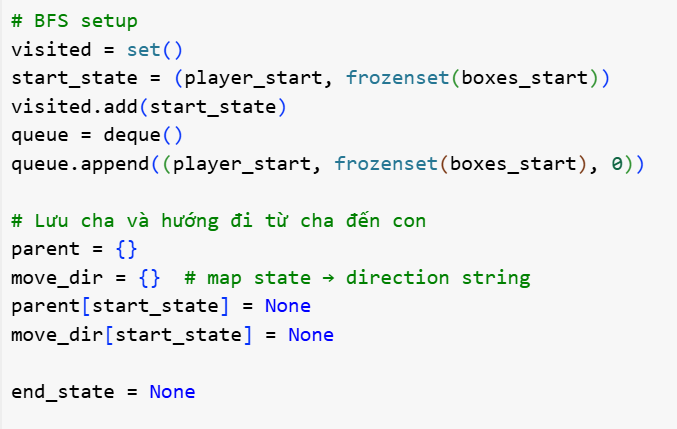 # BFS setup
visited = set()
start_state = (player_start, frozenset(boxes_start))
visited.add(start_state)
queue = deque()
queue.append((player_start, frozenset(boxes_start), 0))
# Lưu cha và hướng đi từ cha đến con
parent = {}
move_dir = {}  # map state → direction string
parent[start_state] = None
move_dir[start_state] = None
end_state = None